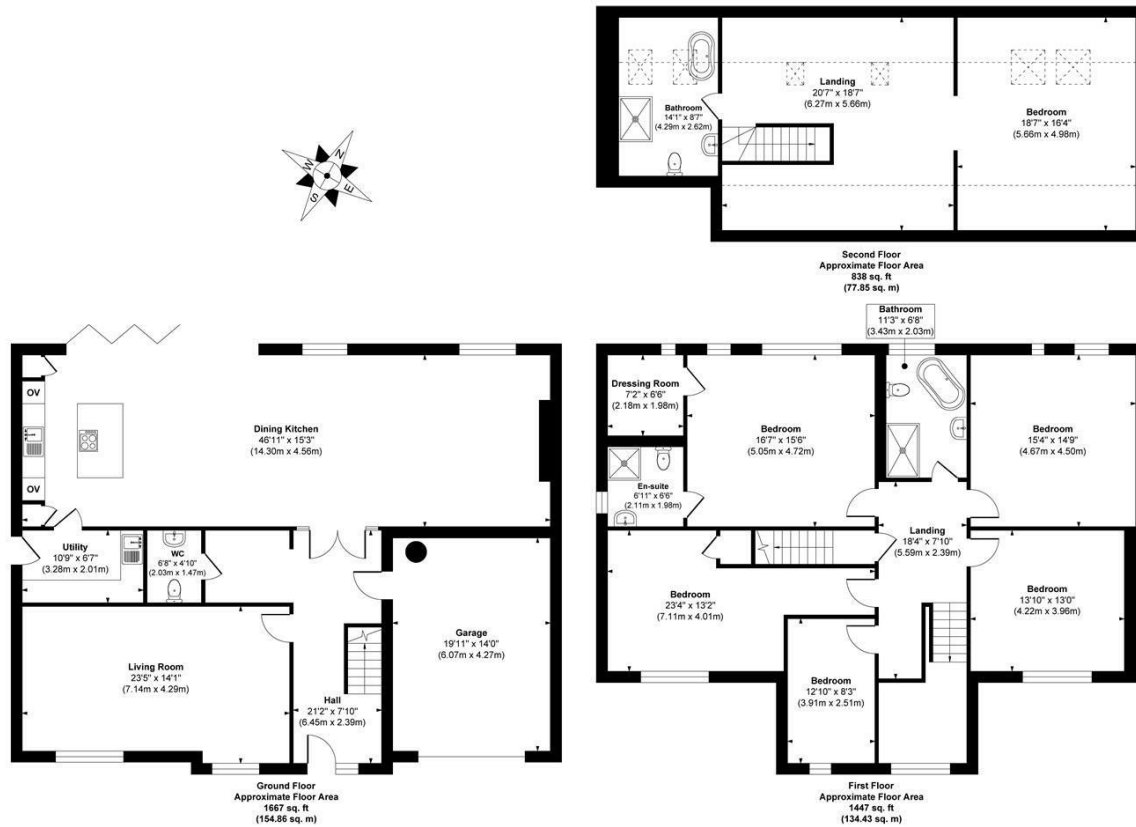 Bathroom
14'1" x 8'7"
(4.29m x 2.62m)
Landing
20'7" x 18'7"
(6.27m x 5.66m)
Bedroom
18'7" x 16'4"
(5.66m x 4.98m)
Second Floor
Approximate Floor Area
838 sq. ft
(77.85 sq. m)
N
W
E
S
OV
OV
Dining Kitchen
46'11" x 15'3"
(14.30m x 4.56m)
Utility
10'9" x 6'7"
(3.28m x 2.01m)
WC
6'8" x 4'10"
(2.03m x 1.47m)
Living Room
23'5" x 14'1"
(7.14m x 4.29m)
Hall
21'2" x 7'10"
(6.45m x 2.39m)
Garage
19'11" x 14'0"
(6.07m x 4.27m)
Ground Floor
Approximate Floor Area
1667 sq. ft
(154.86 sq. m)
Bathroom
11'3" x 6'8"
(3.43m x 2.03m)
Dressing Room
7'2" x 6'6"
(2.18m x 1.98m)
Bedroom
16'7" x 15'6"
(5.05m x 4.72m)
Bedroom
15'4" x 14'9"
(4.67m x 4.50m)
En-suite
6'11" x 6'6"
(2.11m x 1.98m)
Landing
18'4" x 7'10"
(5.59m x 2.39m)
Bedroom
23'4" x 13'2"
(7.11m x 4.01m)
Bedroom
13'10" x 13'0"
(4.22m x 3.96m)
Bedroom
12'10" x 8'3"
(3.91m x 2.51m)
First Floor
Approximate Floor Area
1447 sq. ft
(134.43 sq. m)